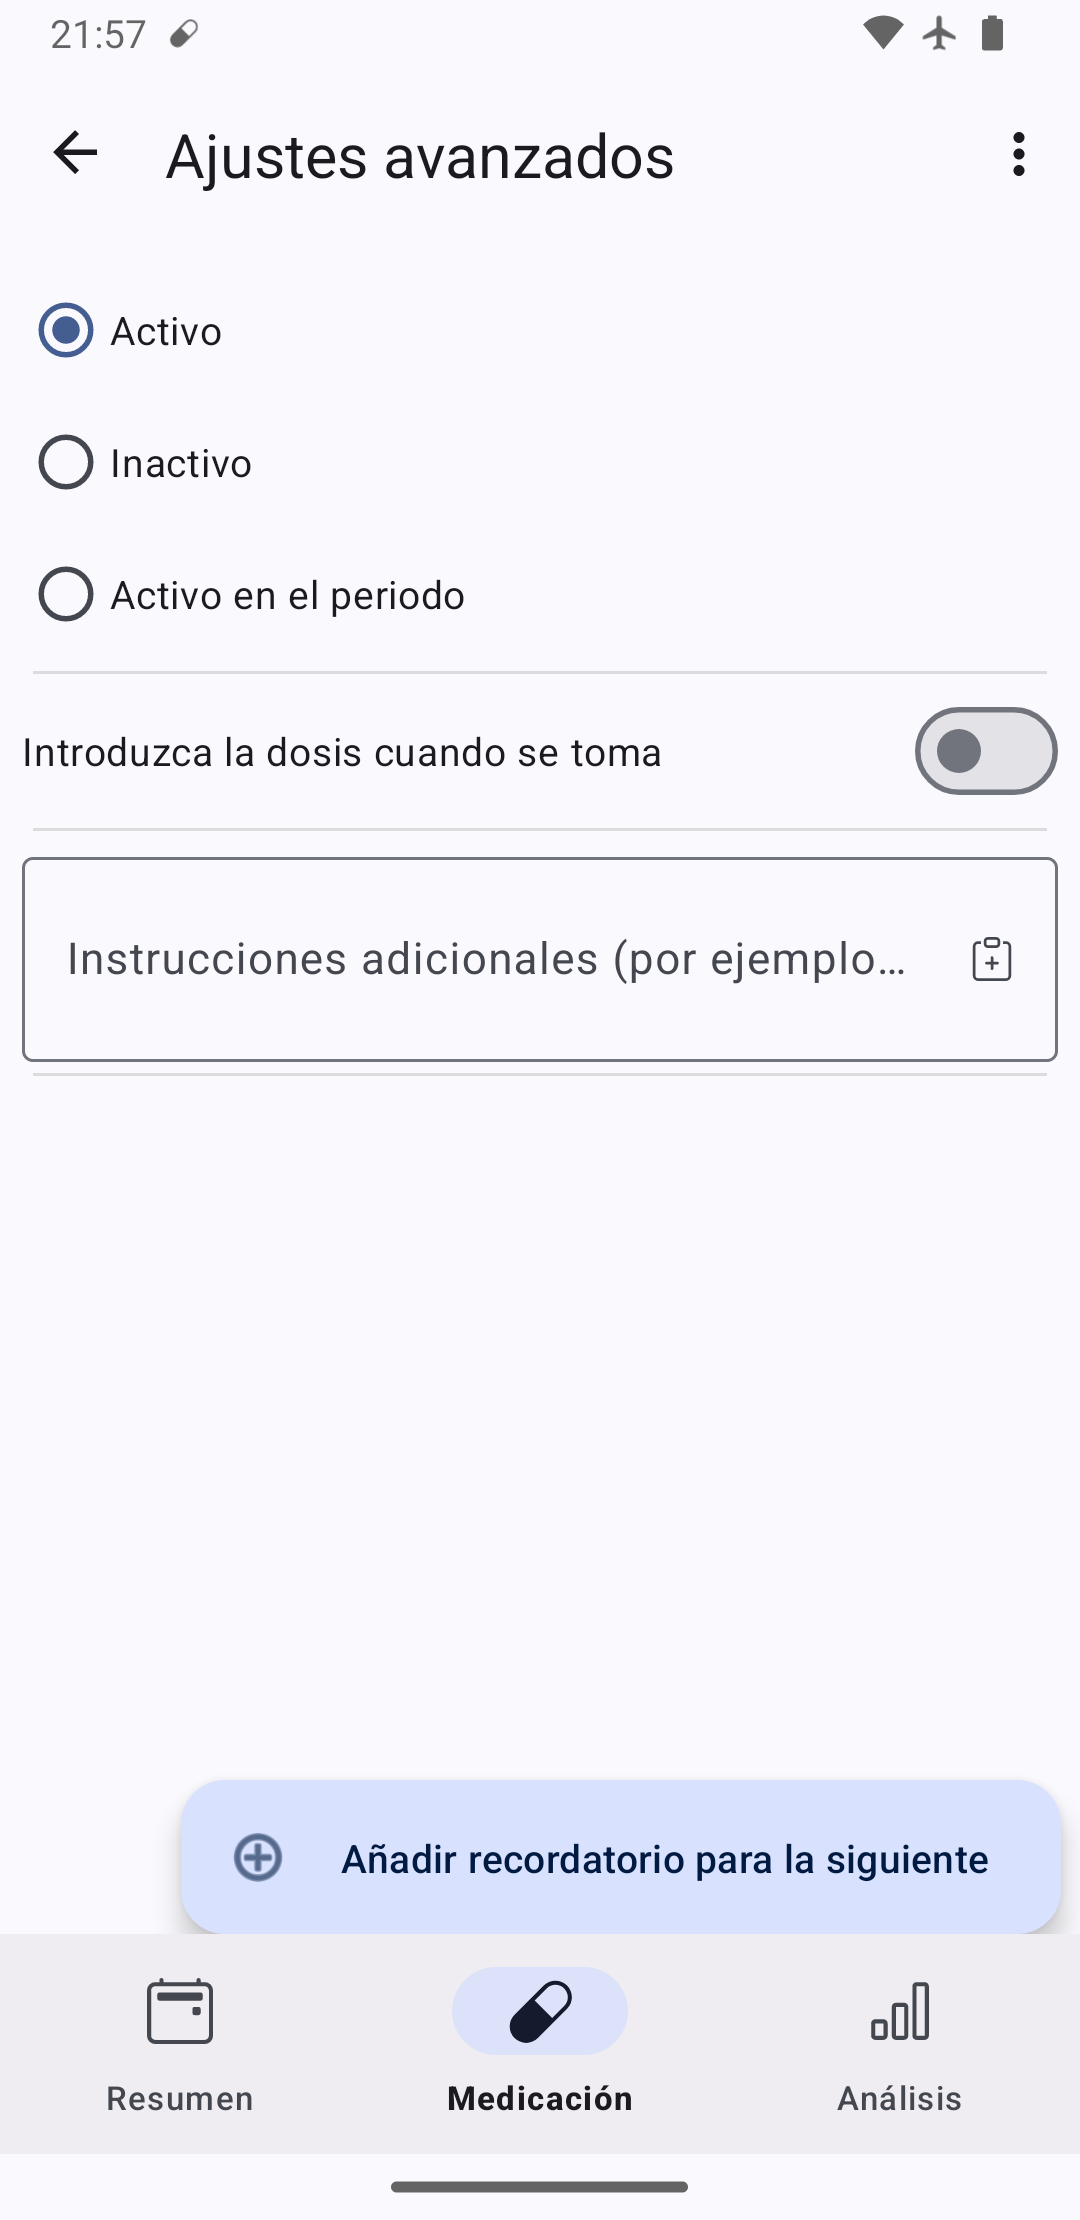 21:57
Ajustes avanzados
Activo
Inactivo
Activo en el periodo
Introduzca la dosis cuando se toma
Instrucciones adicionales (por ejemplo…
Añadir recordatorio para la siguiente
Resumen
Medicación
Análisis